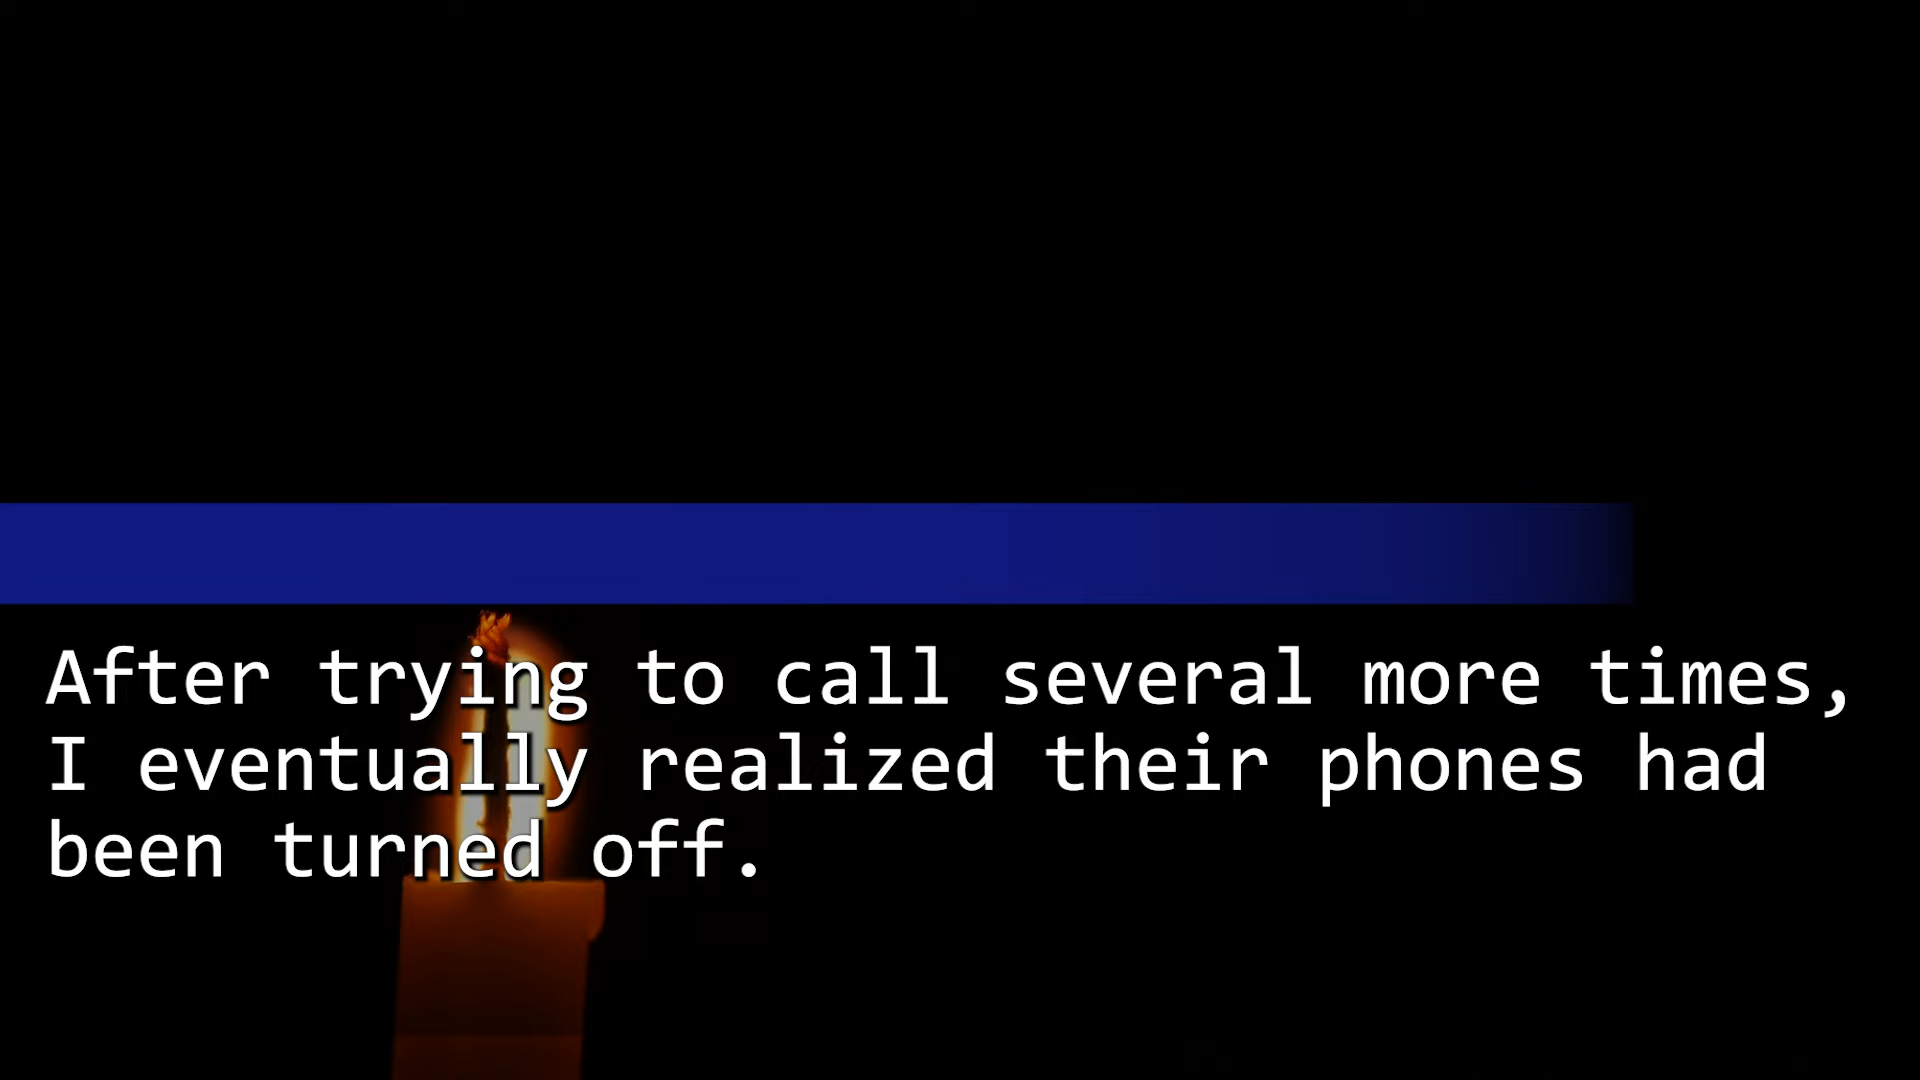 After trying to call several more times,
I eventually realized their phones had
been turned off.